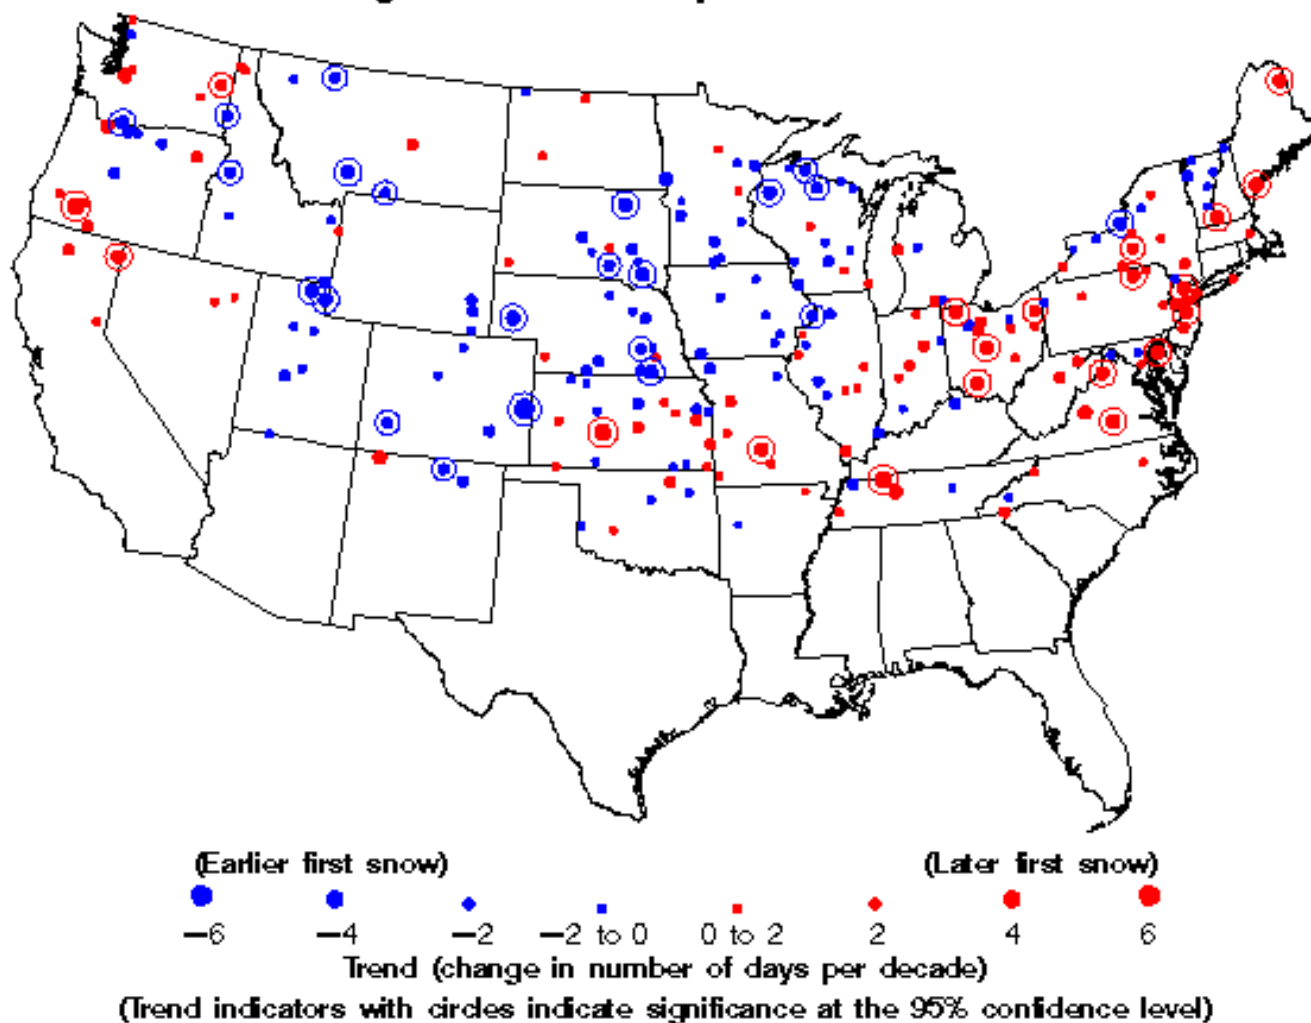 (Earlier first snow) (Later first snow)
−6 −4 −2 −2 to 0 0 to 2 2 4 6
Trend (change in number of days per decade)
(Trend indicators with circles indicate significance at the 95% confidence level)